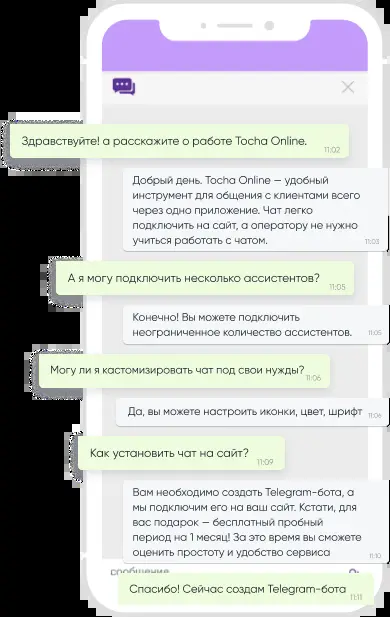 Здравствуйте! а расскажите о работе Tocha Online.
11:02
Добрый день. Tocha Online — удобный
инструмент для общения с клиентами всего
через одно приложение. Чат легко
подключить на сайт, а оператору не нужно
учиться работать с чатом.
11:03
А я могу подключить несколько ассистентов?
11:05
Конечно! Вы можете подключить
неограниченное количество ассистентов.
11:05
Могу ли я кастомизировать чат под свои нужды?
11:06
Да, вы можете настроить иконки, цвет, шрифт
11:06
Как установить чат на сайт?
11:09
Вам необходимо создать Telegram-бота, а
мы подключим его на ваш сайт. Кстати, для
вас подарок — бесплатный пробный
период на 1 месяц! За это время вы сможете
оценить простоту и удобство сервиса
11:10
сообщение
Спасибо! Сейчас создам Telegram-бота
11:11